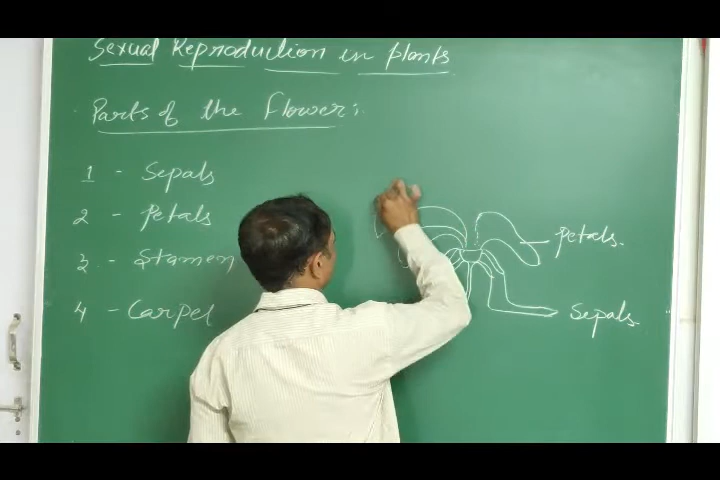 Sexual Reproduction in plants
Parts of the flower:
1 - Sepals
2 - Petals
3 - Stamen
4 - Carpel
Petals
Sepals